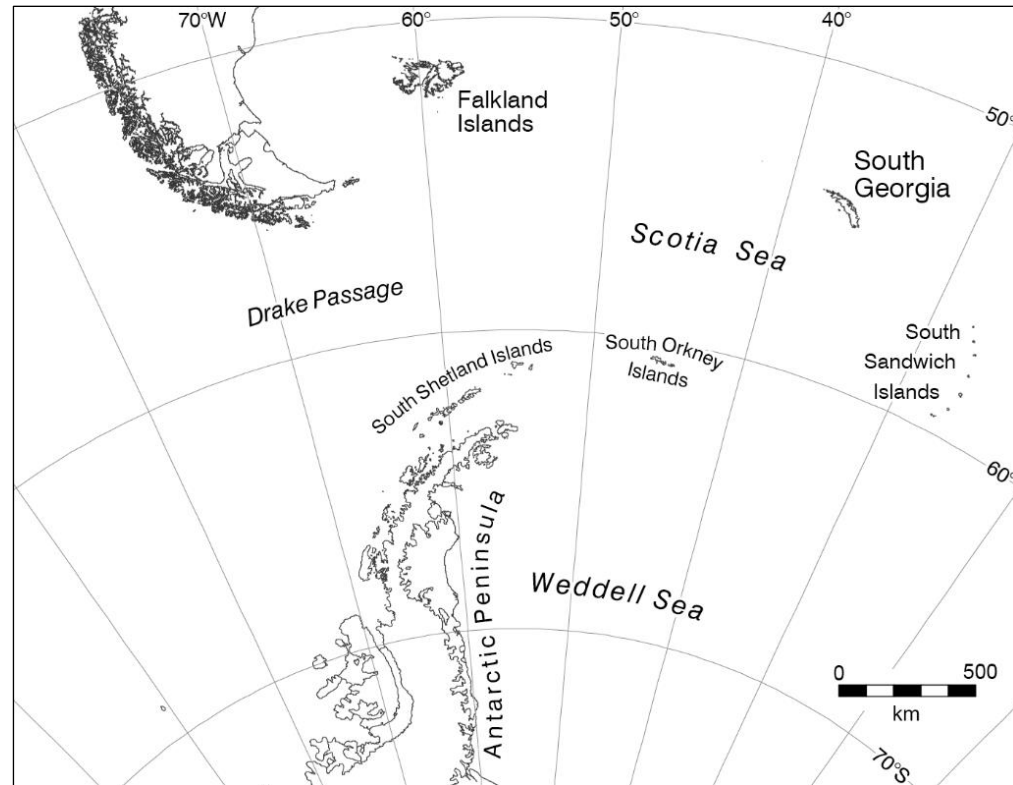 70°W
60°
50°
40°
50°
Falkland
Islands
South
Georgia
Scotia Sea
Drake Passage
South
Sandwich
Islands
South Orkney
Islands
South Shetland Islands
60°
Antarctic Peninsula
Weddell Sea
0 500
km
70°S